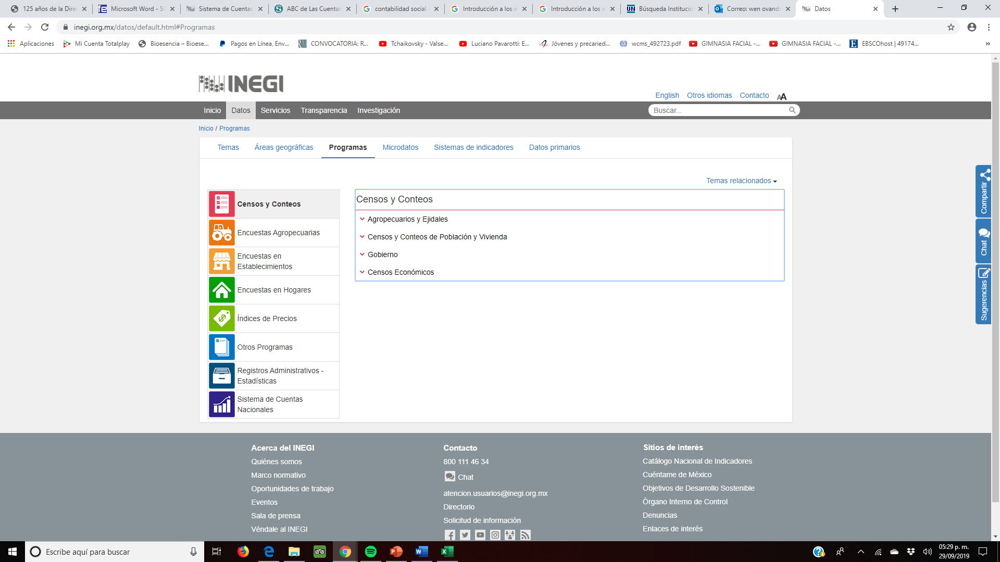 125 años de la Direc
Microsoft Word - SC
Sistema de Cuentas
ABC de Las Cuentas
contabilidad social -
Introducción a los in
Introducción a los in
Búsqueda Institucio
Correo: wen ovando
Datos
inegi.org.mx/datos/default.html#Programas
Aplicaciones
Mi Cuenta Totalplay
Bioesencia – Bioese...
Pagos en Línea, Env...
CONVOCATORIA: R...
Tchaikovsky - Valse...
Luciano Pavarotti: E...
Jóvenes y precaried...
wcms_492723.pdf
GIMNASIA FACIAL -...
GIMNASIA FACIAL -...
EBSCOhost | 49174...
»
INEGI
English Otros idiomas Contacto AA
Inicio Datos Servicios Transparencia Investigación
Buscar...
Inicio / Programas
Temas Áreas geográficas Programas Microdatos Sistemas de indicadores Datos primarios
Temas relacionados
Censos y Conteos
Encuestas Agropecuarias
Encuestas en
Establecimientos
Encuestas en Hogares
Índices de Precios
Otros Programas
Registros Administrativos -
Estadísticas
Sistema de Cuentas
Nacionales
Censos y Conteos
Agropecuarios y Ejidales
Censos y Conteos de Población y Vivienda
Gobierno
Censos Económicos
Compartir
Chat
Sugerencias
Acerca del INEGI
Quiénes somos
Marco normativo
Oportunidades de trabajo
Eventos
Sala de prensa
Véndale al INEGI
Contacto
800 111 46 34
Chat
atencion.usuarios@inegi.org.mx
Directorio
Solicitud de información
Sitios de interés
Catálogo Nacional de Indicadores
Cuéntame de México
Objetivos de Desarrollo Sostenible
Órgano Interno de Control
Denuncias
Enlaces de interés
Escribe aquí para buscar
05:29 p. m.
29/09/2019